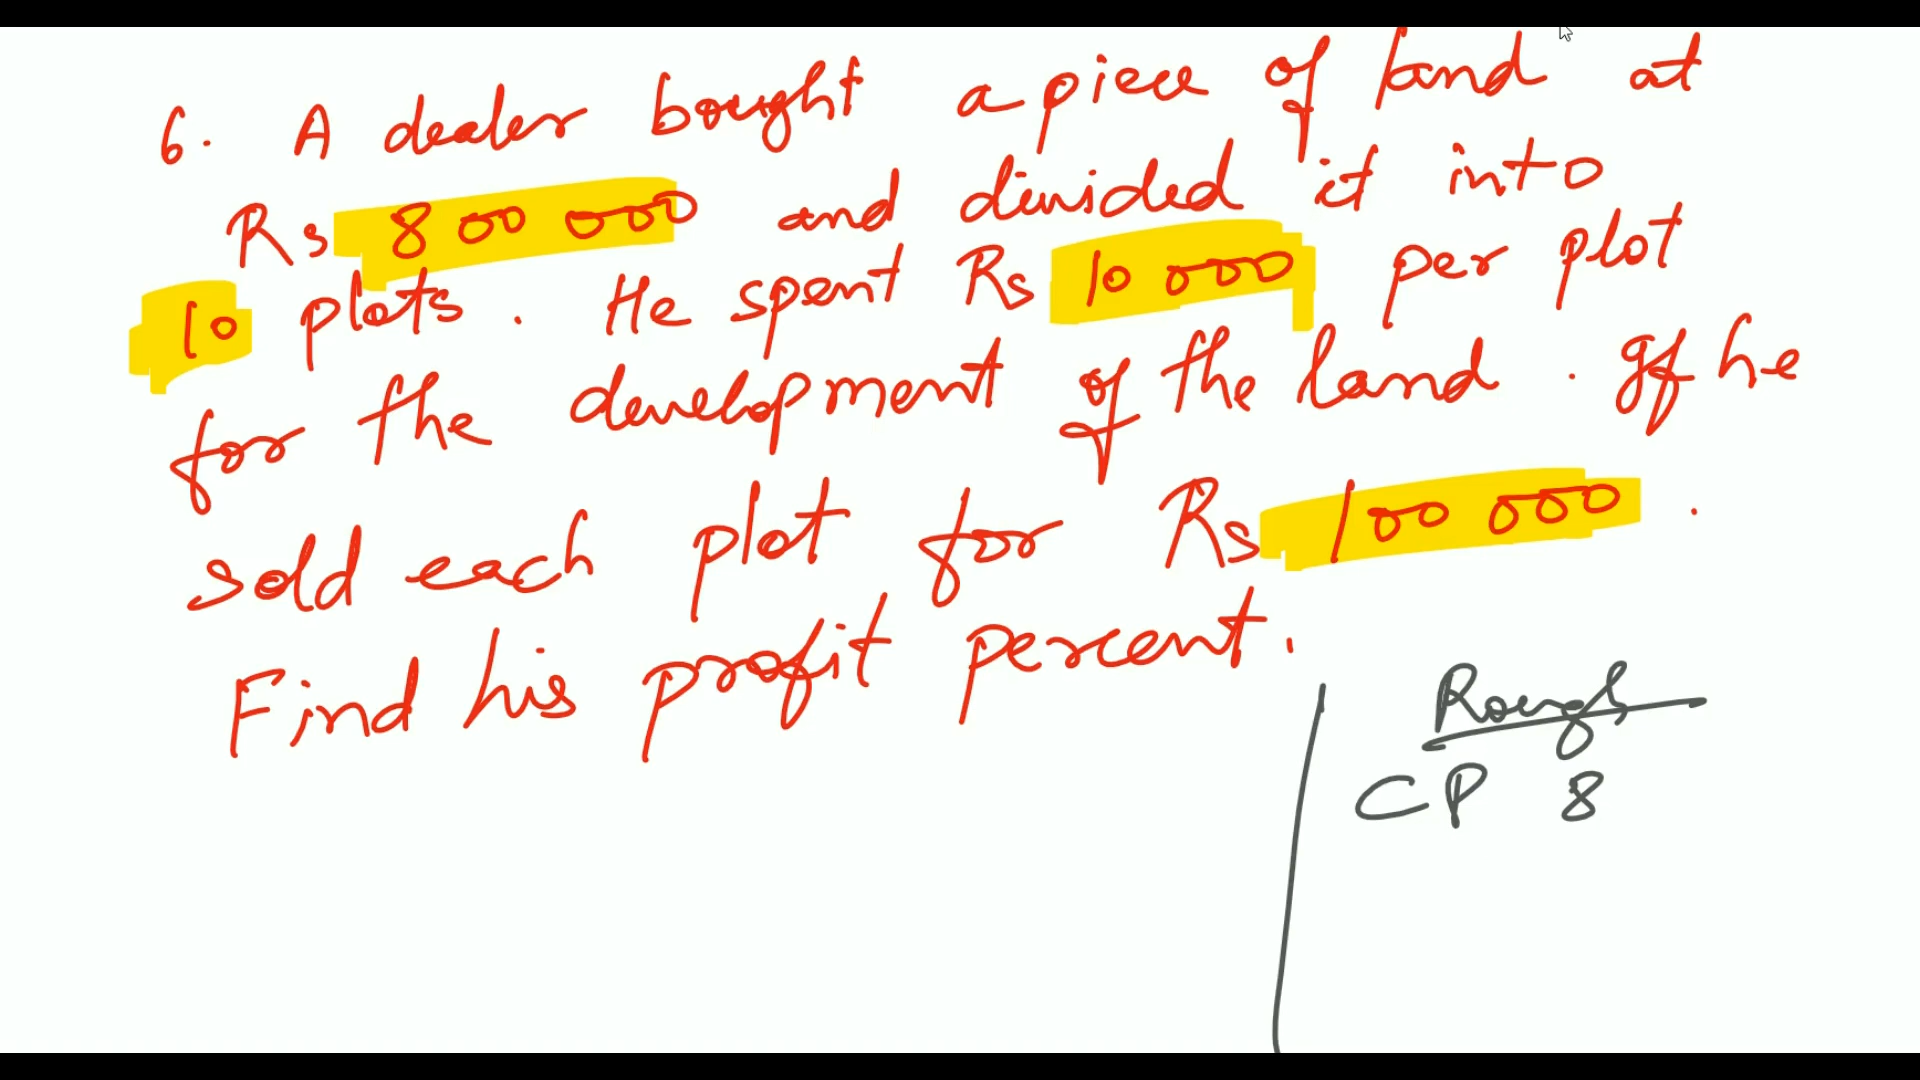 6. A dealer bought a piece of land at
Rs 800 000 and divided it into
10 plots. He spent Rs 10 000 per plot
for the development of the land. If he
sold each plot for Rs 100 000.
Find his profit percent.
Rough
CP 8